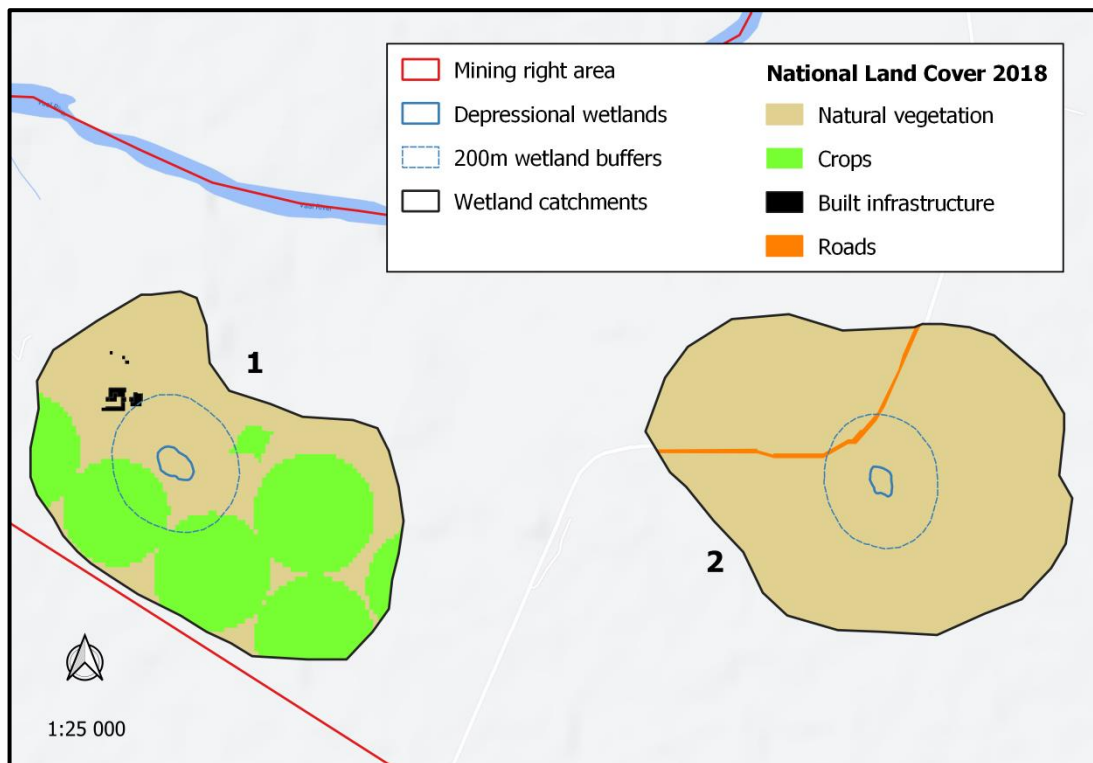 Mining right area
Depressional wetlands
200m wetland buffers
Wetland catchments
National Land Cover 2018
Natural vegetation
Crops
Built infrastructure
Roads
1
2
1:25 000